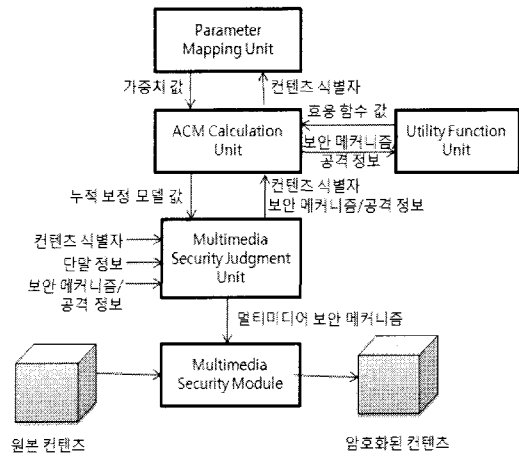 Parameter
Mapping Unit
가중치 값
컨텐츠 식별자
효용 함수 값
ACM Calculation
Unit
보안 메커니즘
공격 정보
Utility Function
Unit
누적 보정 모델 값
컨텐츠 식별자
보안 메커니즘/공격 정보
컨텐츠 식별자
단말 정보
보안 메커니즘/
공격 정보
Multimedia
Security Judgment
Unit
멀티미디어 보안 메커니즘
Multimedia
Security Module
원본 컨텐츠
암호화된 컨텐츠